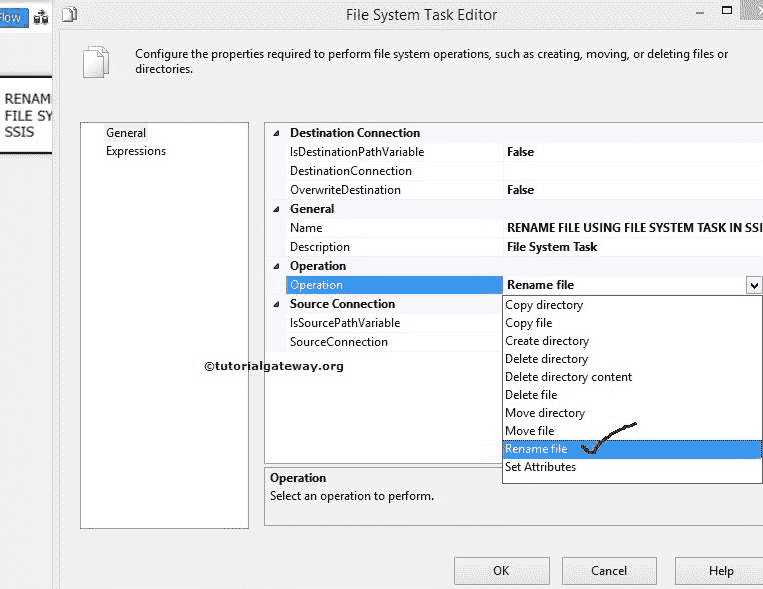 File System Task Editor
low
Configure the properties required to perform file system operations, such as creating, moving, or deleting files or
directories.
RENAM
FILE SY
SSIS
General
Expressions
Destination Connection
IsDestinationPathVariable False
DestinationConnection
OverwriteDestination False
General
Name RENAME FILE USING FILE SYSTEM TASK IN SSI
Description File System Task
Operation
Operation Rename file
Source Connection
IsSourcePathVariable
SourceConnection
Copy directory
Copy file
Create directory
Delete directory
Delete directory content
Delete file
Move directory
Move file
Rename file
Set Attributes
©tutorialgateway.org
Operation
Select an operation to perform.
OK Cancel Help